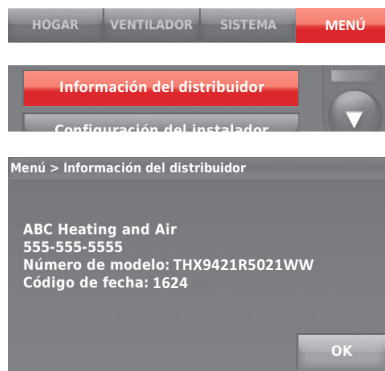 HOGAR VENTILADOR SISTEMA MENÚ
Información del distribuidor
Configuración del instalador
Menú > Información del distribuidor
ABC Heating and Air
555-555-5555
Número de modelo: THX9421R5021WW
Código de fecha: 1624
OK